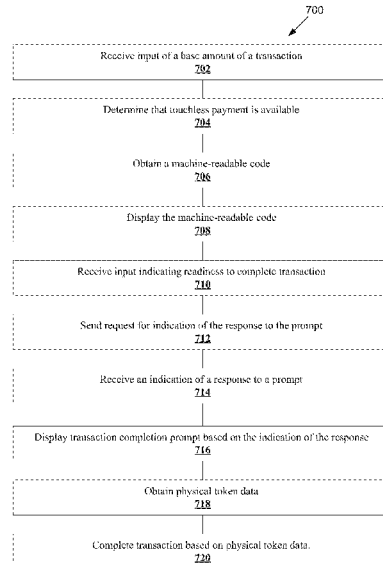 700
Receive input of a base amount of a transaction
702
Determine that touchless payment is available
704
Obtain a machine-readable code
706
Display the machine-readable code
708
Receive input indicating readiness to complete transaction
710
Send request for indication of the response to the prompt
712
Receive an indication of a response to a prompt
714
Display transaction completion prompt based on the indication of the response
716
Obtain physical token data
718
Complete transaction based on physical token data.
720